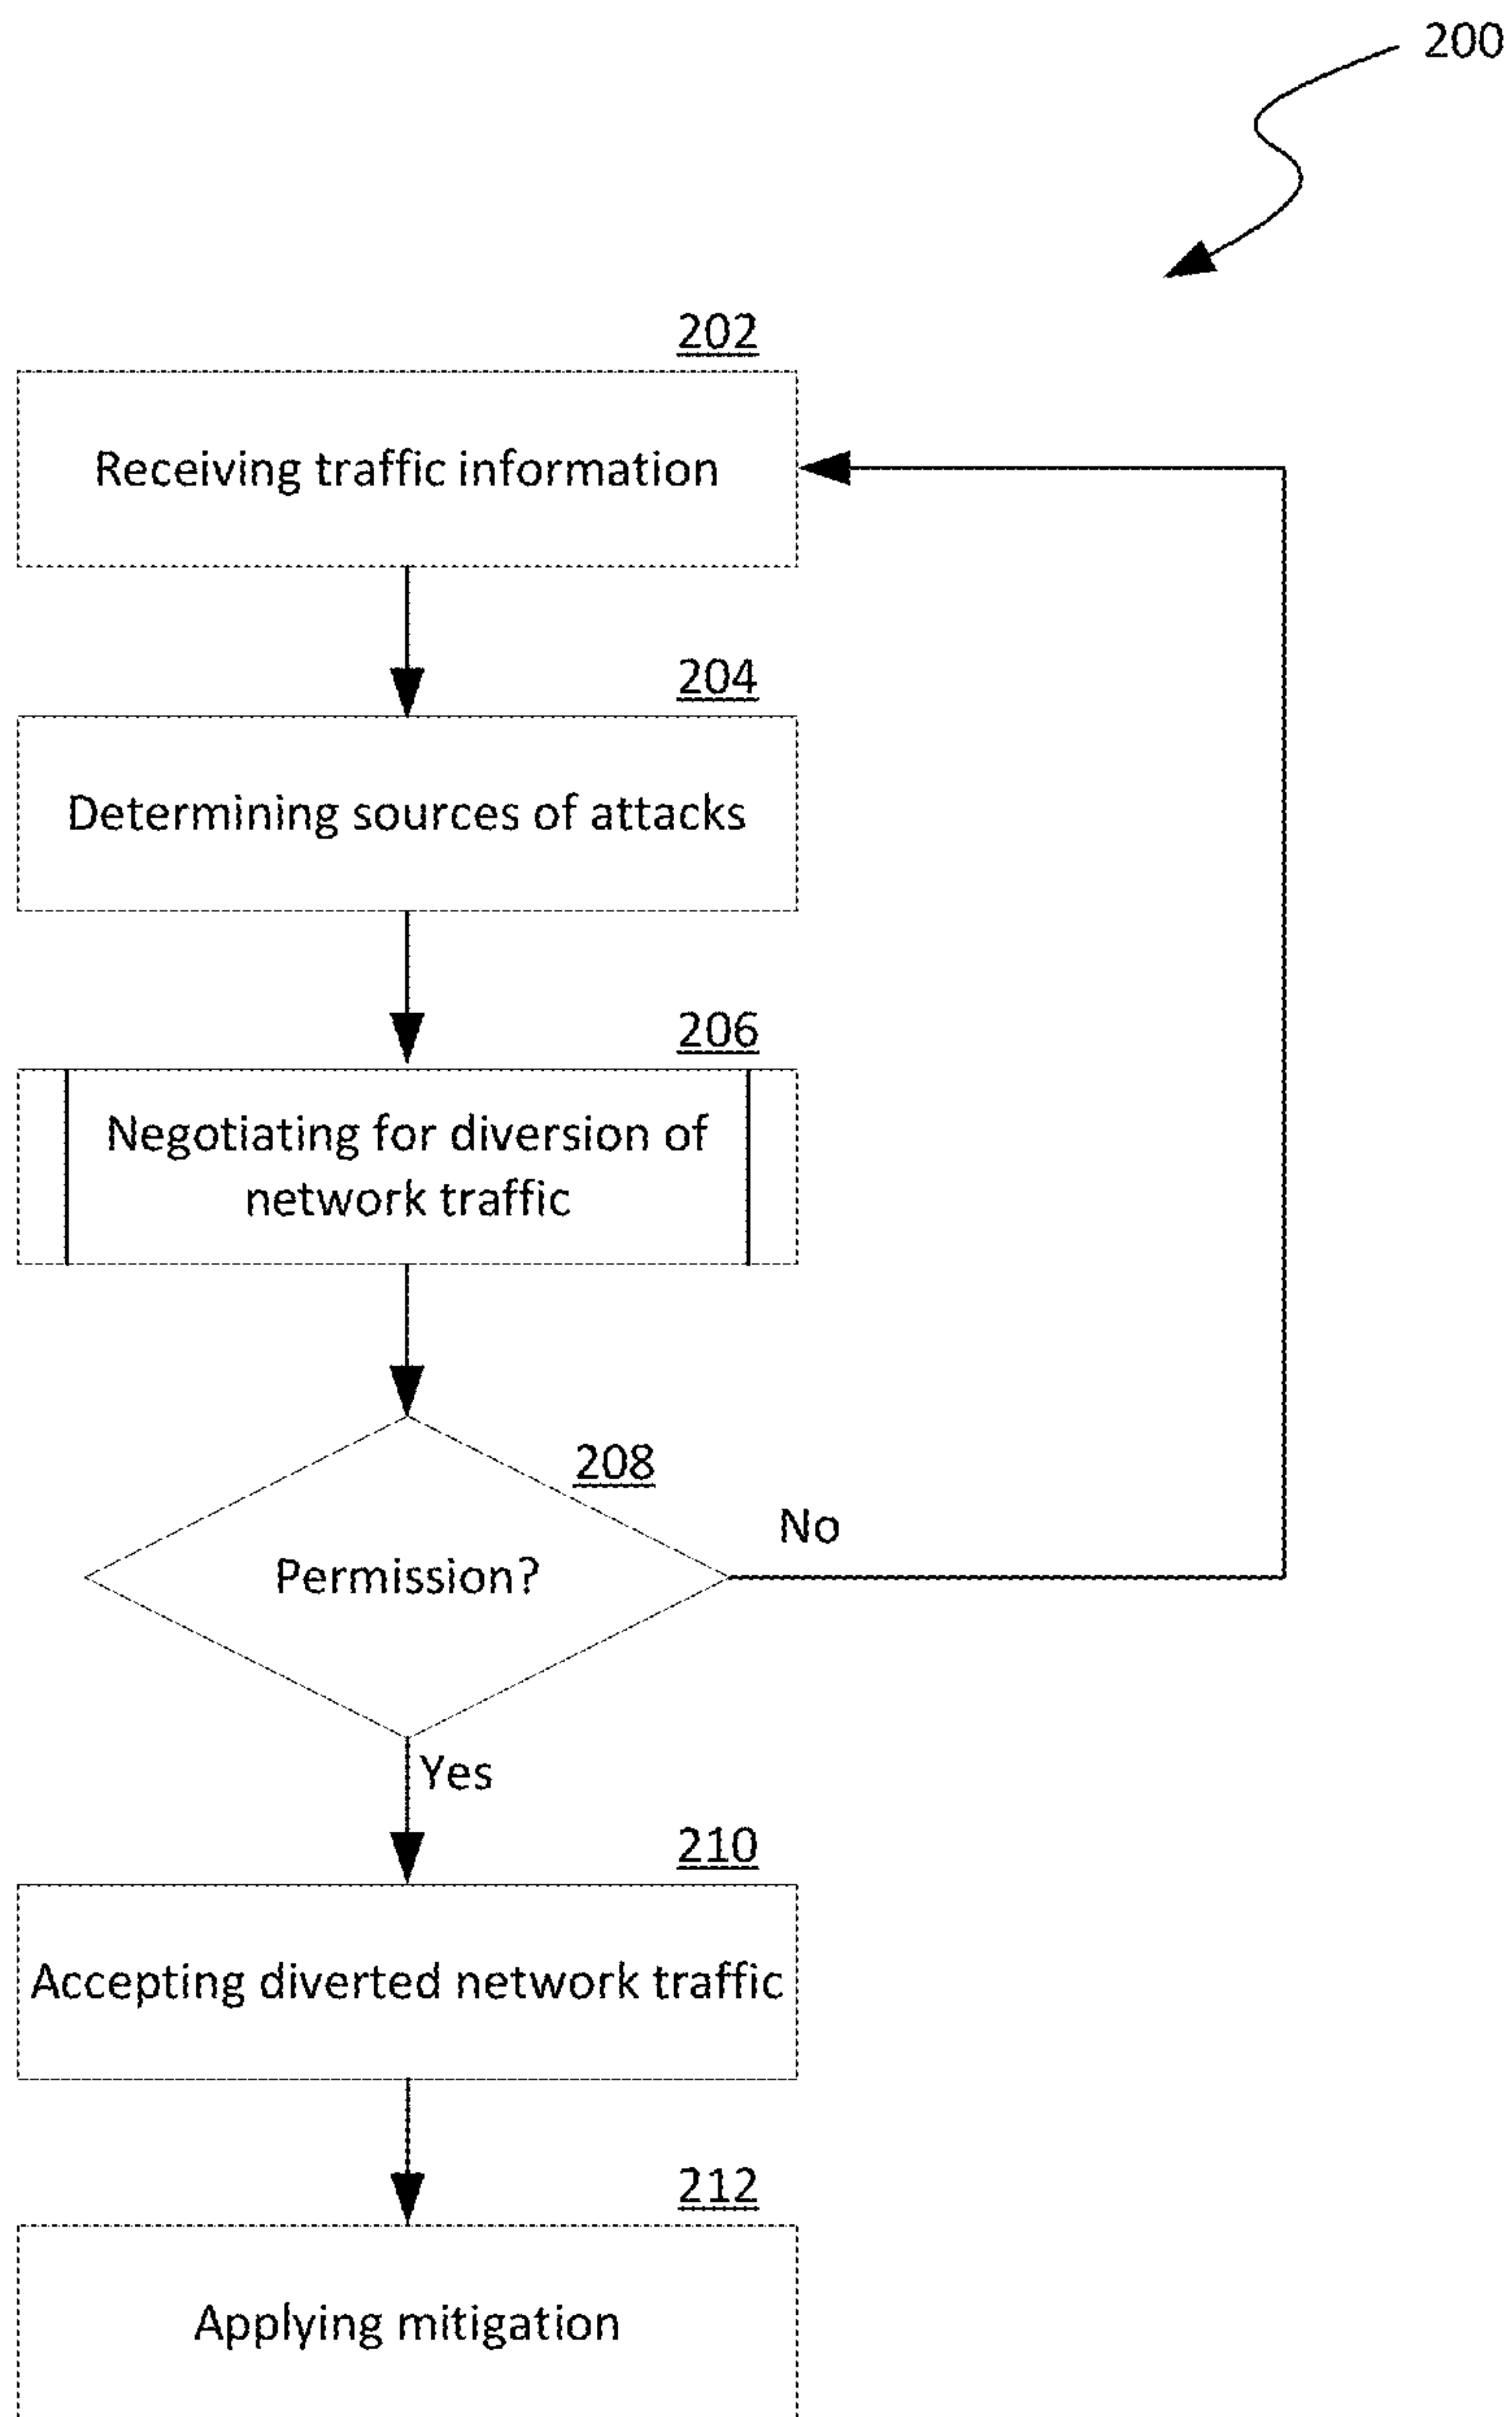 200
202
Receiving traffic information
204
Determining sources of attacks
206
Negotiating for diversion of
network traffic
208
No
Permission?
Yes
210
Accepting diverted network traffic
212
Applying mitigation